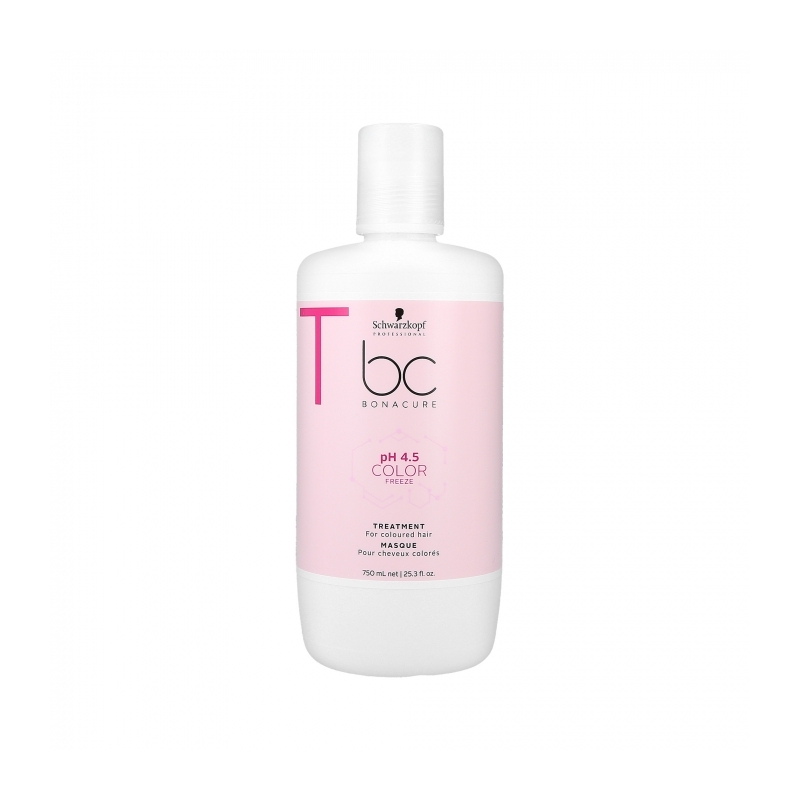 T
Schwarzkopf
PROFESSIONAL
bc
BONACURE
pH 4.5
COLOR
FREEZE
TREATMENT
For coloured hair
MASQUE
Pour cheveux colorés
750 mL net | 25.3 fl. oz.